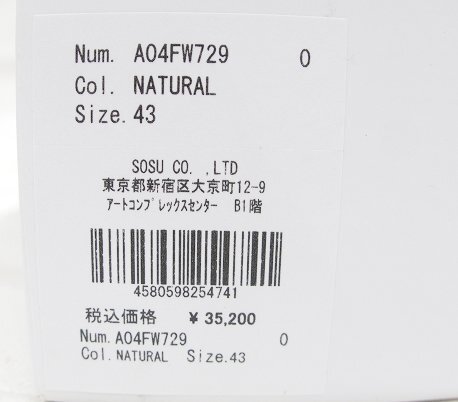 Num. A04FW729 0
Col. NATURAL
Size. 43
SOSU CO. ,LTD
東京都新宿区大京町12-9
アートコンプレックスセンター B1階
4580598254741
税込価格 ¥ 35,200
Num. A04FW729 0
Col. NATURAL Size. 43